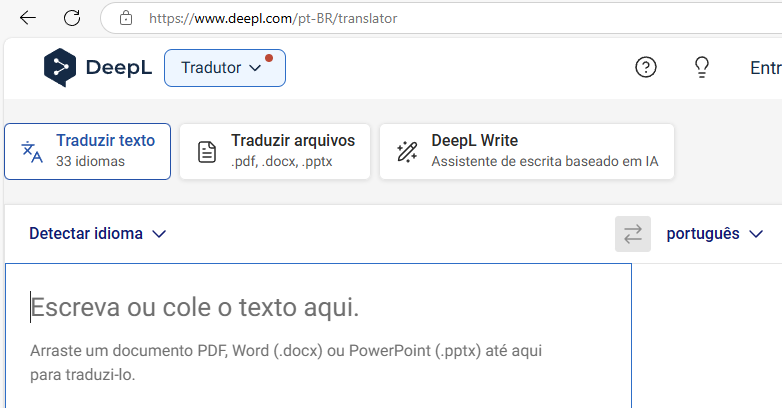 https://www.deepl.com/pt-BR/translator
DeepL
Tradutor
Entr
Traduzir texto
33 idiomas
Traduzir arquivos
.pdf, .docx, .pptx
DeepL Write
Assistente de escrita baseado em IA
Detectar idioma
português
Escreva ou cole o texto aqui.
Arraste um documento PDF, Word (.docx) ou PowerPoint (.pptx) até aqui
para traduzi-lo.